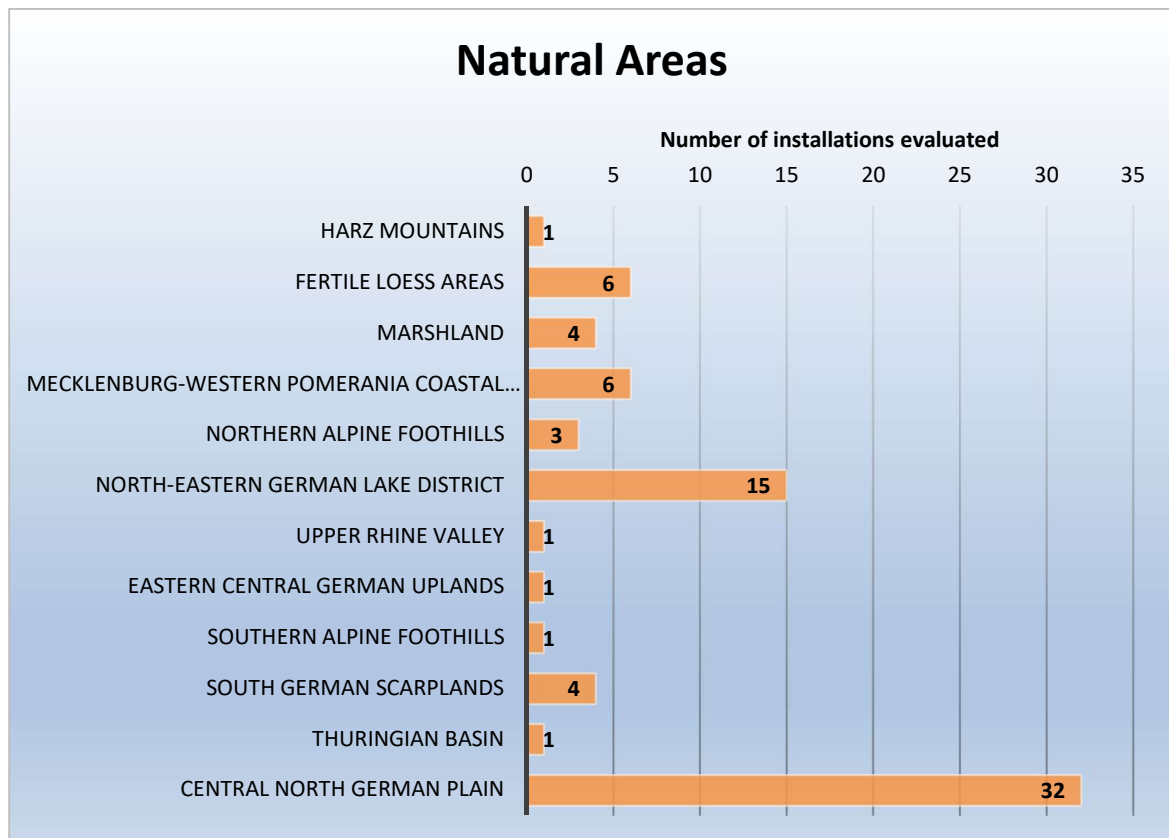 Natural Areas
Number of installations evaluated
0 5 10 15 20 25 30 35
HARZ MOUNTAINS 1
FERTILE LOESS AREAS 6
MARSHLAND 4
MECKLENBURG-WESTERN POMERANIA COASTAL... 6
NORTHERN ALPINE FOOTHILLS 3
NORTH-EASTERN GERMAN LAKE DISTRICT 15
UPPER RHINE VALLEY 1
EASTERN CENTRAL GERMAN UPLANDS 1
SOUTHERN ALPINE FOOTHILLS 1
SOUTH GERMAN SCARPLANDS 4
THURINGIAN BASIN 1
CENTRAL NORTH GERMAN PLAIN 32